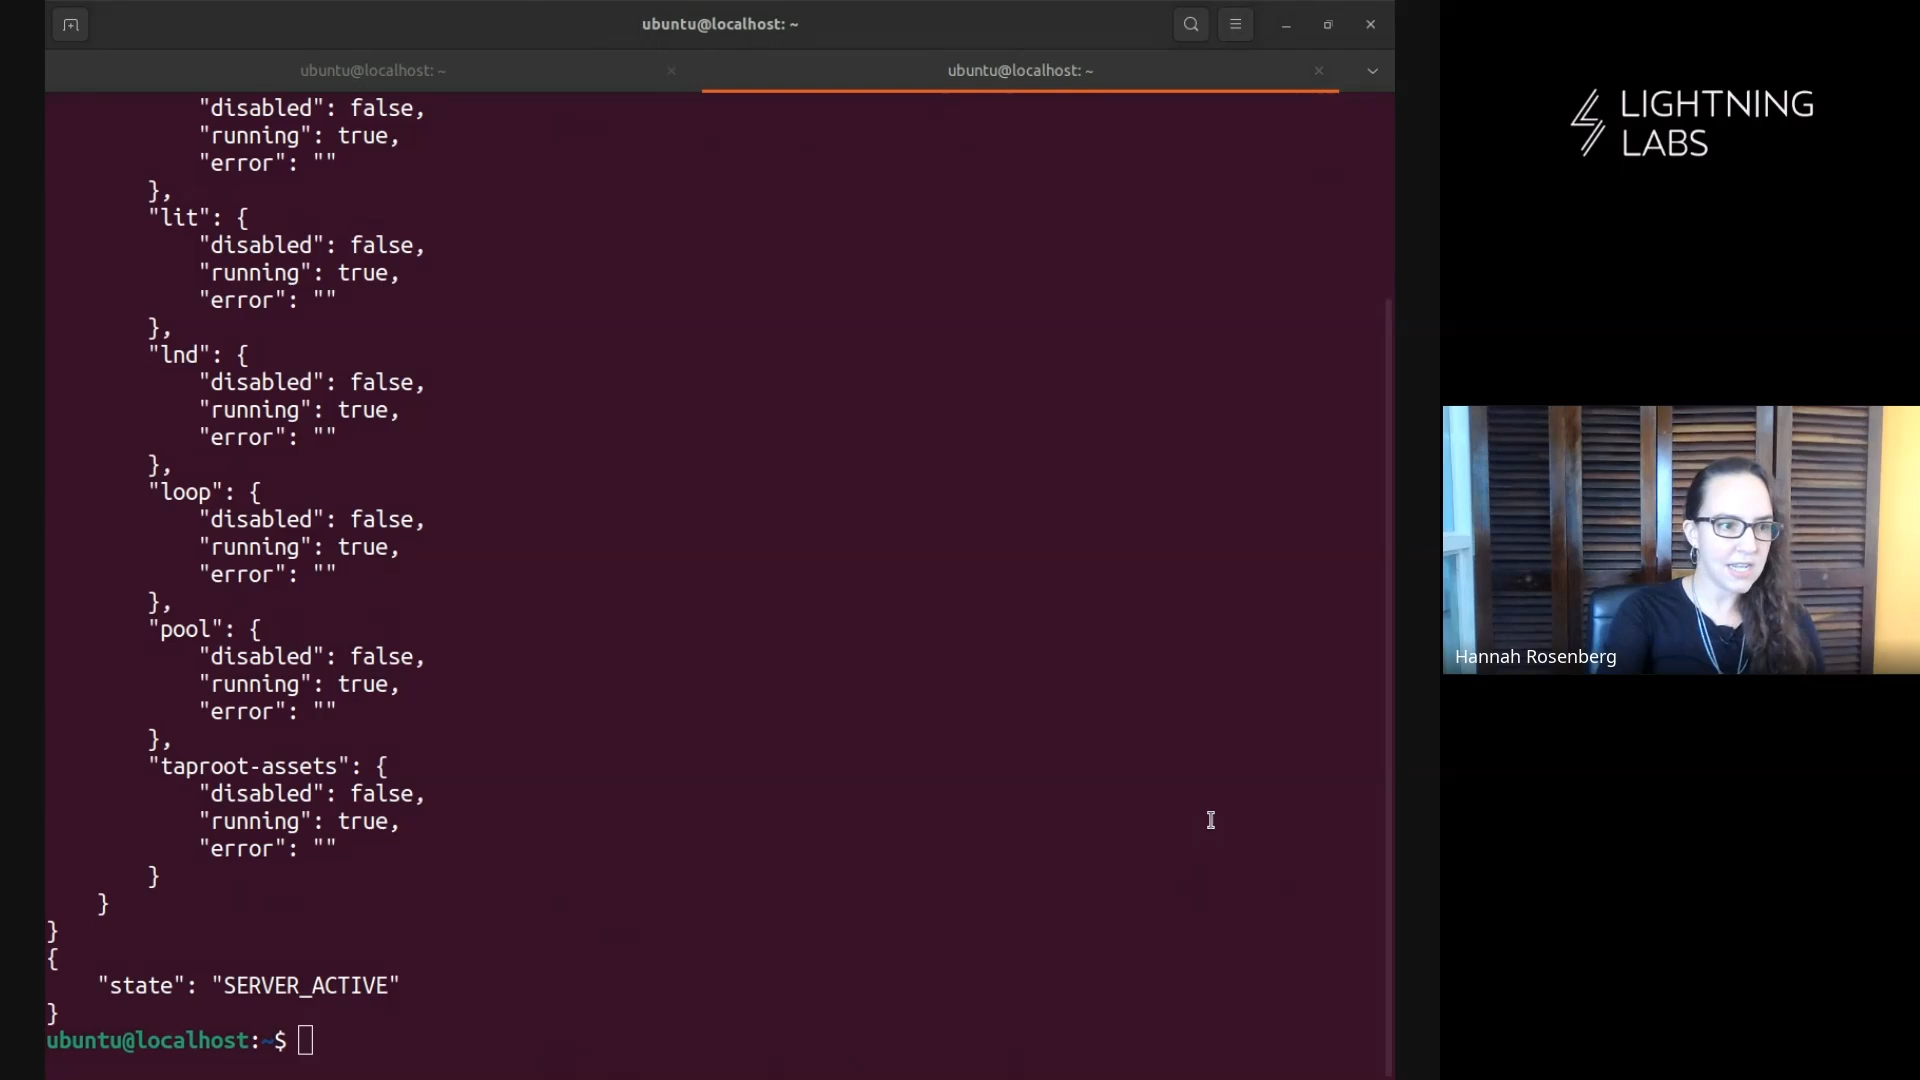 ubuntu@localhost: ~
ubuntu@localhost: ~
ubuntu@localhost: ~
"disabled": false,
"running": true,
"error": ""
},
"lit": {
"disabled": false,
"running": true,
"error": ""
},
"lnd": {
"disabled": false,
"running": true,
"error": ""
},
"loop": {
"disabled": false,
"running": true,
"error": ""
},
"pool": {
"disabled": false,
"running": true,
"error": ""
},
"taproot-assets": {
"disabled": false,
"running": true,
"error": ""
}
}
}
{
"state": "SERVER_ACTIVE"
}
ubuntu@localhost:~$
LIGHTNING
LABS
Hannah Rosenberg